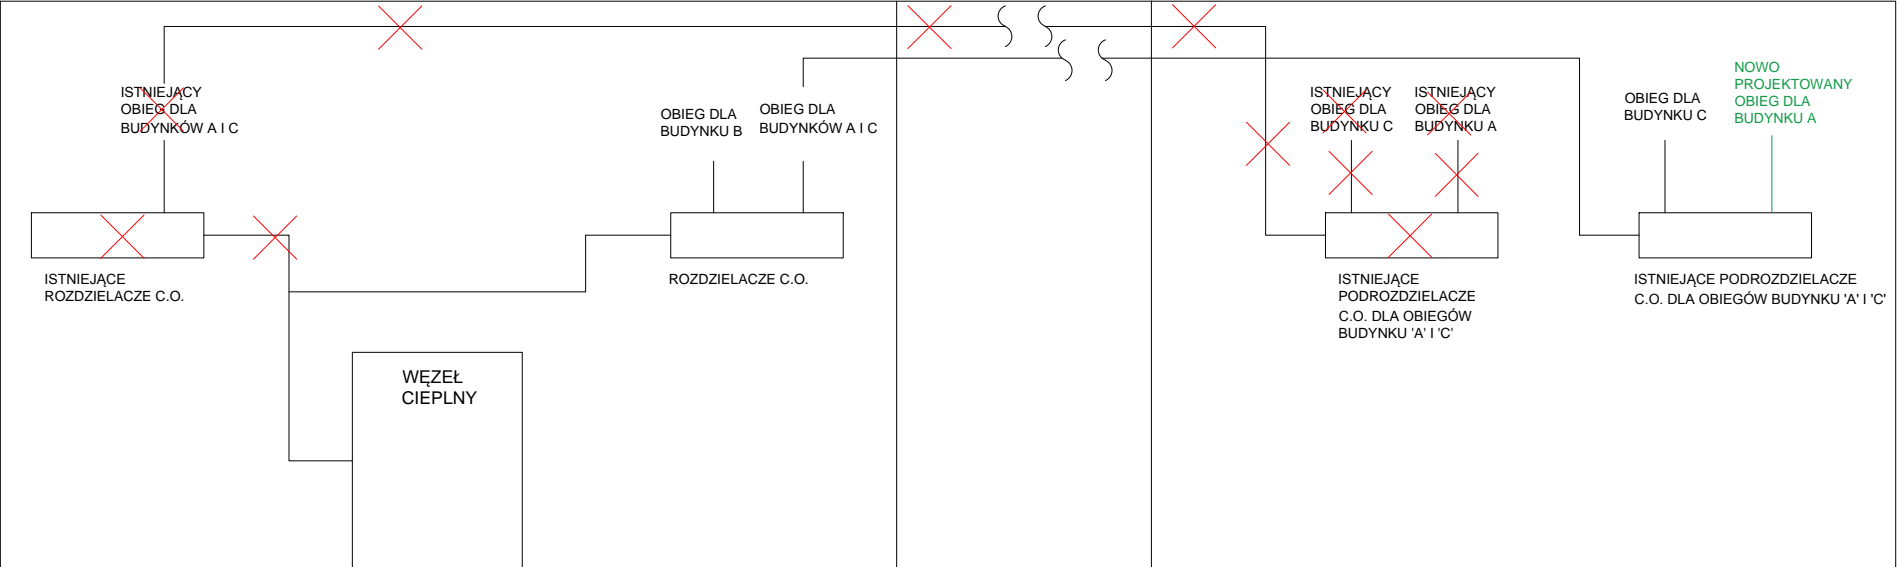 ISTNIEJĄCY
OBIEG DLA
BUDYNKÓW A I C
ISTNIEJĄCE
ROZDZIELACZE C.O.
WĘZEŁ
CIEPLNY
OBIEG DLA
BUDYNKU B
OBIEG DLA
BUDYNKÓW A I C
ROZDZIELACZE C.O.
ISTNIEJĄCY
OBIEG DLA
BUDYNKU C
ISTNIEJĄCY
OBIEG DLA
BUDYNKU A
ISTNIEJĄCE
PODROZDZIELACZE
C.O. DLA OBIEGÓW
BUDYNKU 'A' I 'C'
OBIEG DLA
BUDYNKU C
NOWO
PROJEKTOWANY
OBIEG DLA
BUDYNKU A
ISTNIEJĄCE PODROZDZIELACZE
C.O. DLA OBIEGÓW BUDYNKU 'A' I 'C'